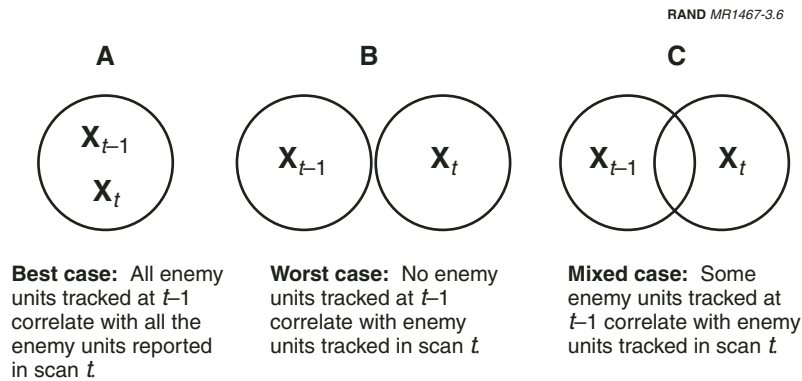 RAND MR1467-3.6
A B C
X_{t–1}
X_t
X_{t–1} X_t
X_{t–1} X_t
Best case: All enemy
units tracked at t–1
correlate with all the
enemy units reported
in scan t.
Worst case: No enemy
units tracked at t–1
correlate with enemy
units tracked in scan t.
Mixed case: Some
enemy units tracked at
t–1 correlate with enemy
units tracked in scan t.